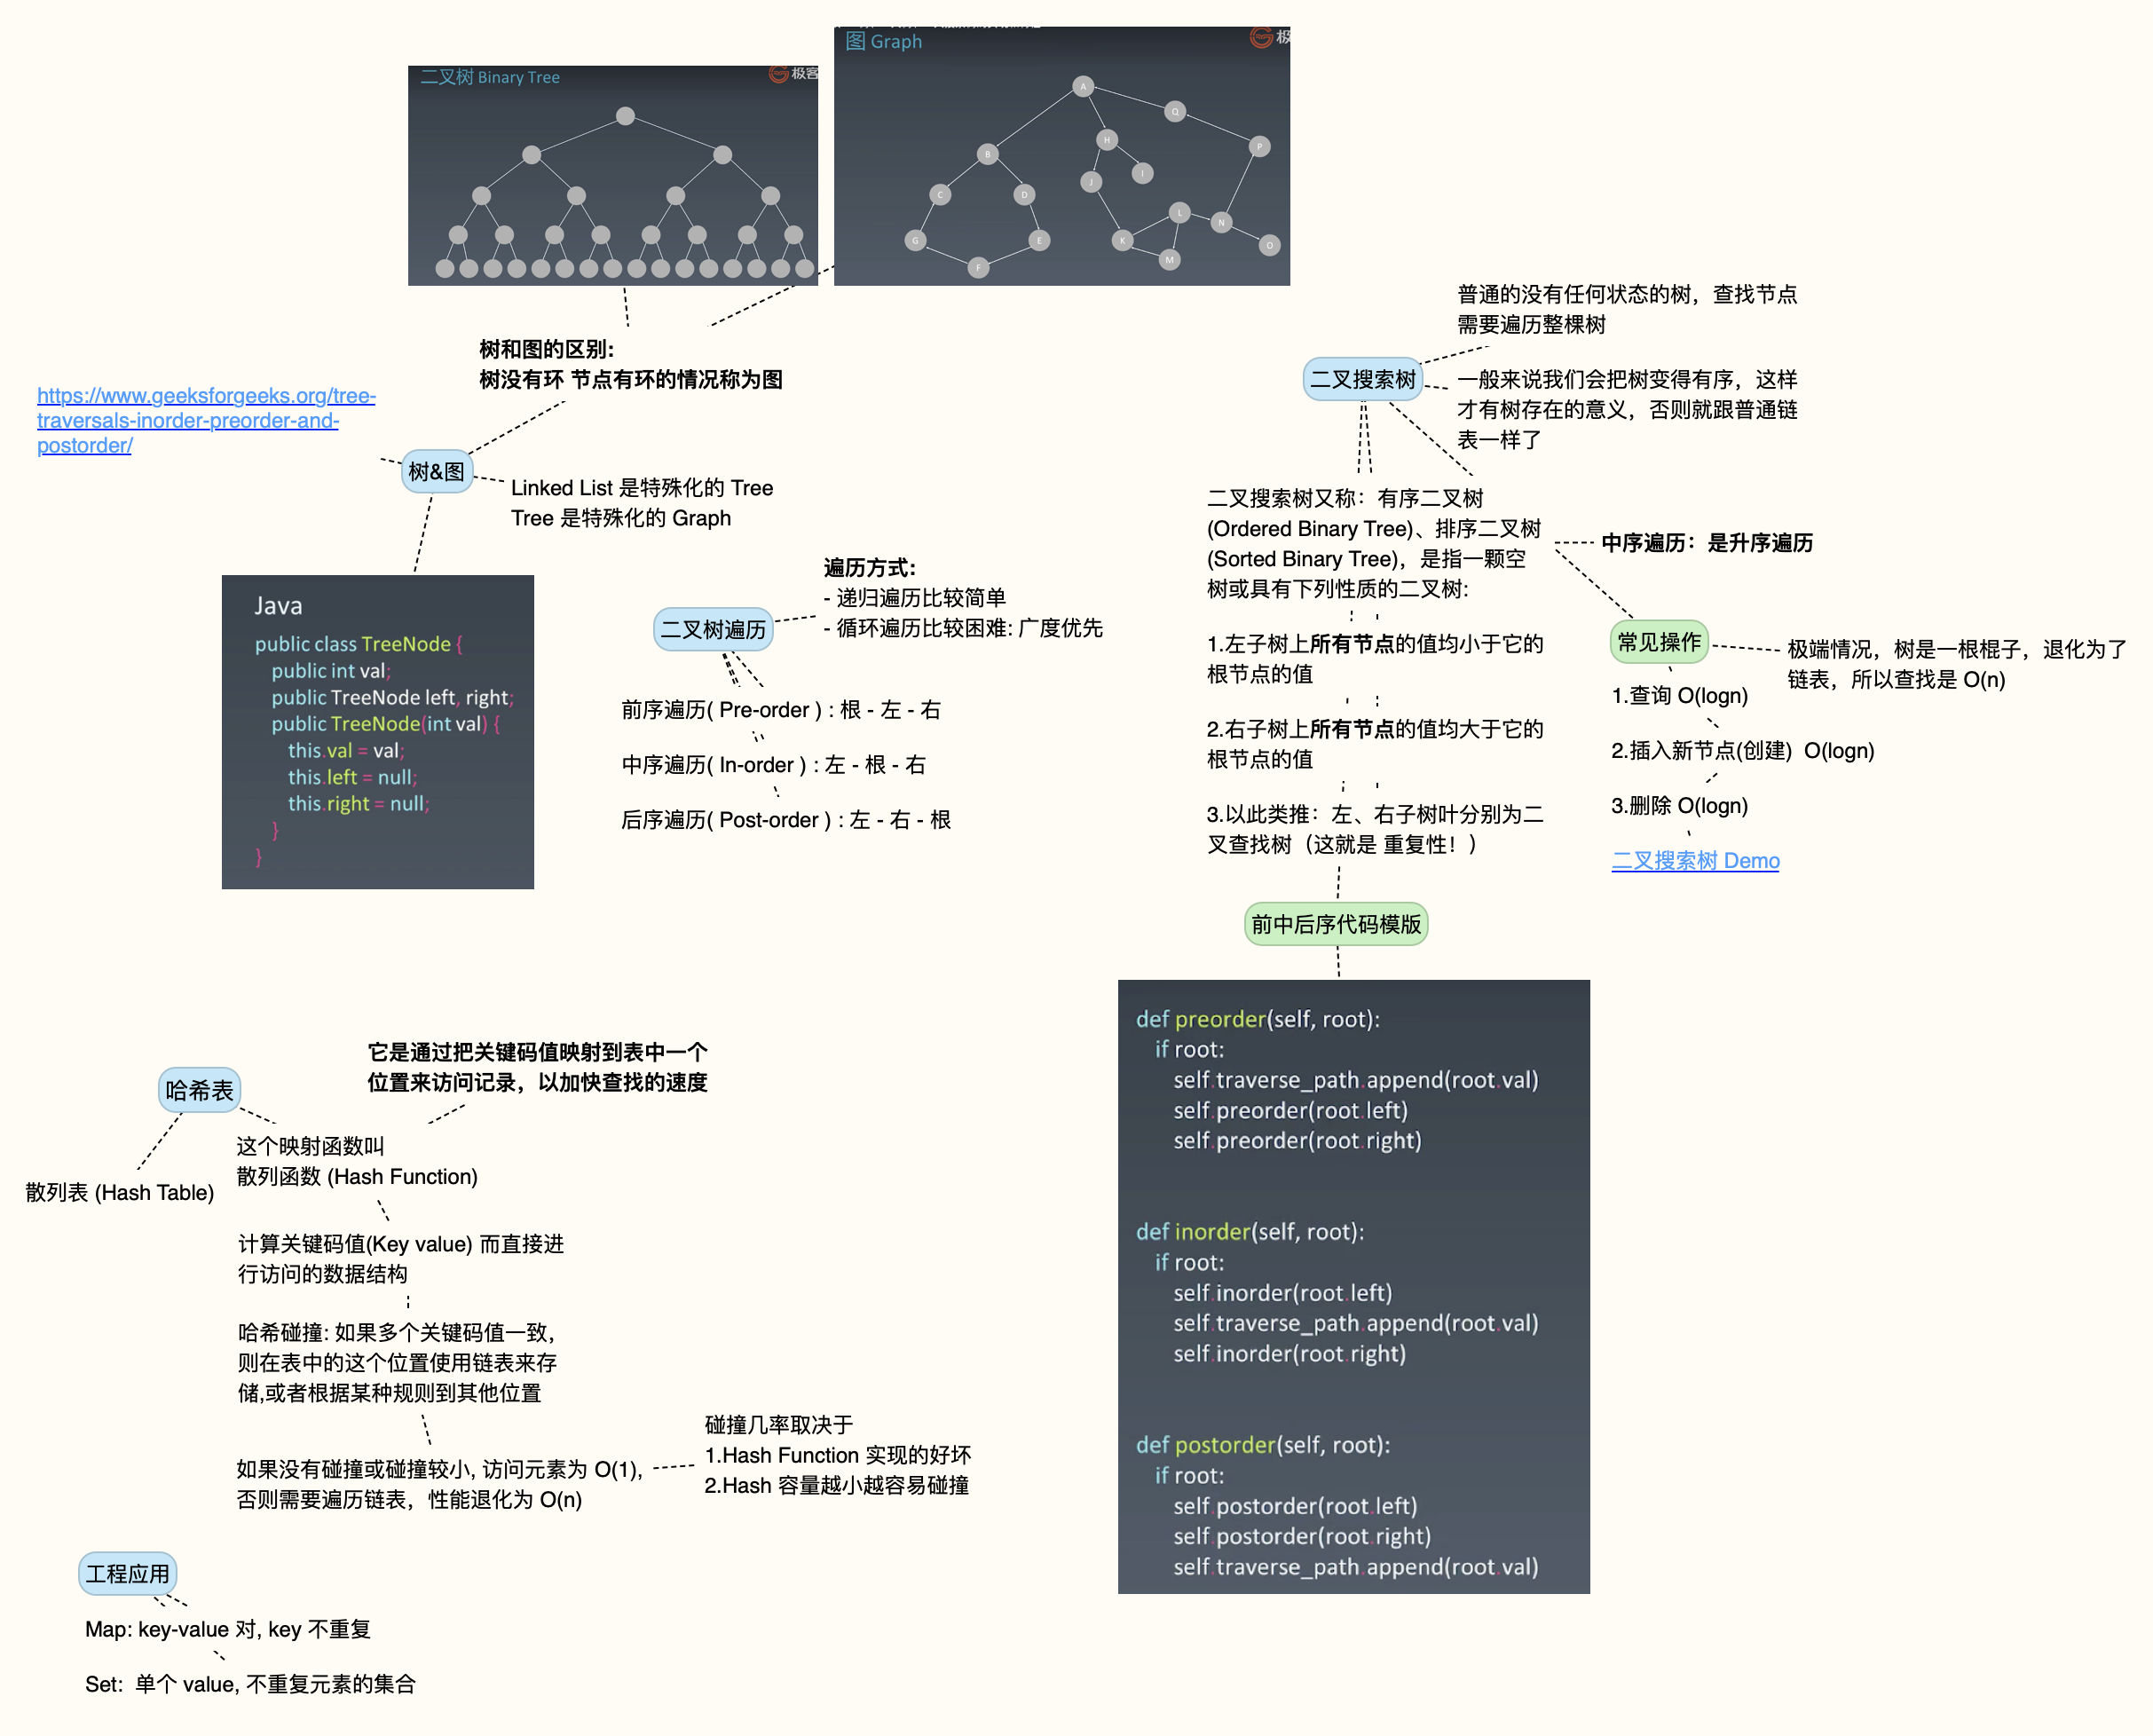 二叉树 Binary Tree
极客
图 Graph
极
A
Q
H
P
B
I
J
C
D
L
N
G
E
K
O
M
F
树和图的区别:
树没有环 节点有环的情况称为图
https://www.geeksforgeeks.org/tree-
traversals-inorder-preorder-and-
postorder/
树&图
Linked List 是特殊化的 Tree
Tree 是特殊化的 Graph
Java
public class TreeNode {
public int val;
public TreeNode left, right;
public TreeNode(int val) {
this.val = val;
this.left = null;
this.right = null;
}
}
二叉树遍历
遍历方式:
- 递归遍历比较简单
- 循环遍历比较困难: 广度优先
前序遍历( Pre-order ) : 根 - 左 - 右
中序遍历( In-order ) : 左 - 根 - 右
后序遍历( Post-order ) : 左 - 右 - 根
二叉搜索树
普通的没有任何状态的树，查找节点
需要遍历整棵树
一般来说我们会把树变得有序，这样
才有树存在的意义，否则就跟普通链
表一样了
二叉搜索树又称：有序二叉树
(Ordered Binary Tree)、排序二叉树
(Sorted Binary Tree)，是指一颗空
树或具有下列性质的二叉树:
1.左子树上所有节点的值均小于它的
根节点的值
2.右子树上所有节点的值均大于它的
根节点的值
3.以此类推：左、右子树叶分别为二
叉查找树（这就是 重复性！）
中序遍历：是升序遍历
常见操作
极端情况，树是一根棍子，退化为了
链表，所以查找是 O(n)
1.查询 O(logn)
2.插入新节点(创建)  O(logn)
3.删除 O(logn)
二叉搜索树 Demo
前中后序代码模版
def preorder(self, root):
if root:
self.traverse_path.append(root.val)
self.preorder(root.left)
self.preorder(root.right)
def inorder(self, root):
if root:
self.inorder(root.left)
self.traverse_path.append(root.val)
self.inorder(root.right)
def postorder(self, root):
if root:
self.postorder(root.left)
self.postorder(root.right)
self.traverse_path.append(root.val)
哈希表
散列表 (Hash Table)
它是通过把关键码值映射到表中一个
位置来访问记录，以加快查找的速度
这个映射函数叫
散列函数 (Hash Function)
计算关键码值(Key value) 而直接进
行访问的数据结构
哈希碰撞: 如果多个关键码值一致，
则在表中的这个位置使用链表来存
储,或者根据某种规则到其他位置
如果没有碰撞或碰撞较小, 访问元素为 O(1),
否则需要遍历链表，性能退化为 O(n)
碰撞几率取决于
1.Hash Function 实现的好坏
2.Hash 容量越小越容易碰撞
工程应用
Map: key-value 对, key 不重复
Set:  单个 value, 不重复元素的集合